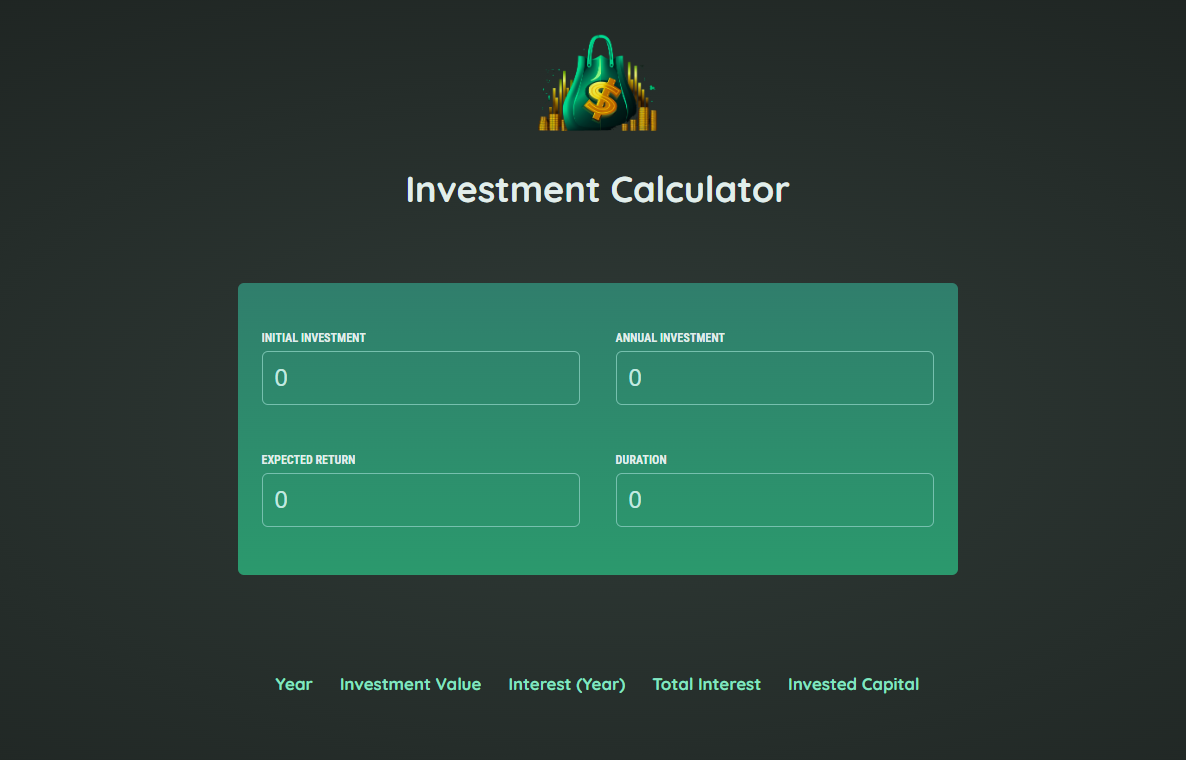 $
Investment Calculator
INITIAL INVESTMENT ANNUAL INVESTMENT
0 0
EXPECTED RETURN DURATION
0 0
Year Investment Value Interest (Year) Total Interest Invested Capital